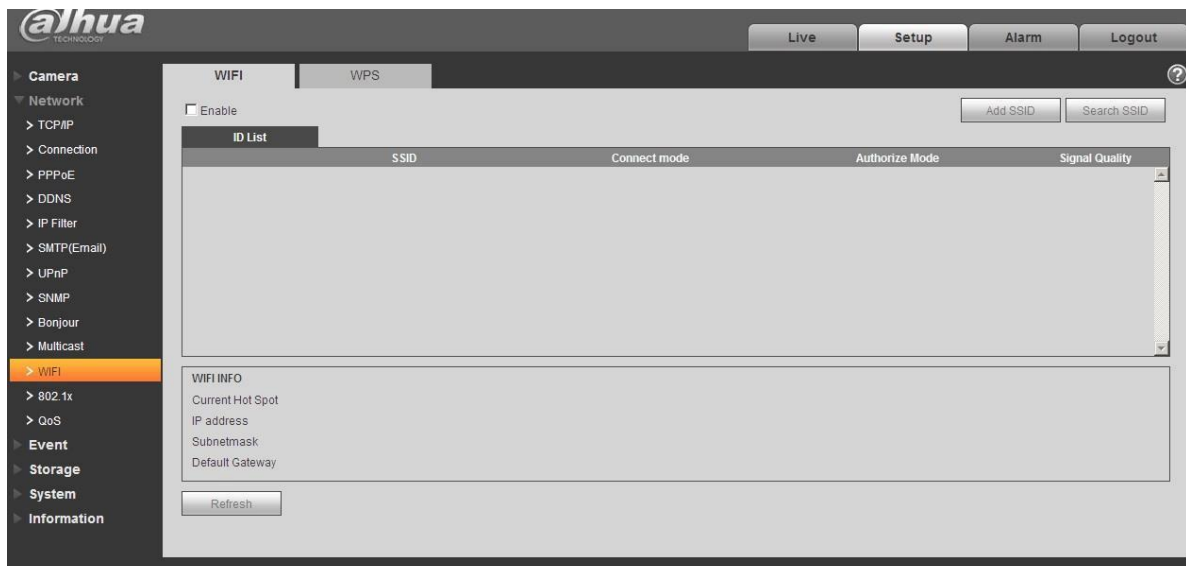 alhua
TECHNOLOGY
Live Setup Alarm Logout
Camera
Network
> TCP/IP
> Connection
> PPPoE
> DDNS
> IP Filter
> SMTP(Email)
> UPnP
> SNMP
> Bonjour
> Multicast
> WIFI
> 802.1x
> QoS
Event
Storage
System
Information
WIFI WPS
?
Enable
Add SSID Search SSID
ID List
SSID Connect mode Authorize Mode Signal Quality
WIFI INFO
Current Hot Spot
IP address
Subnetmask
Default Gateway
Refresh